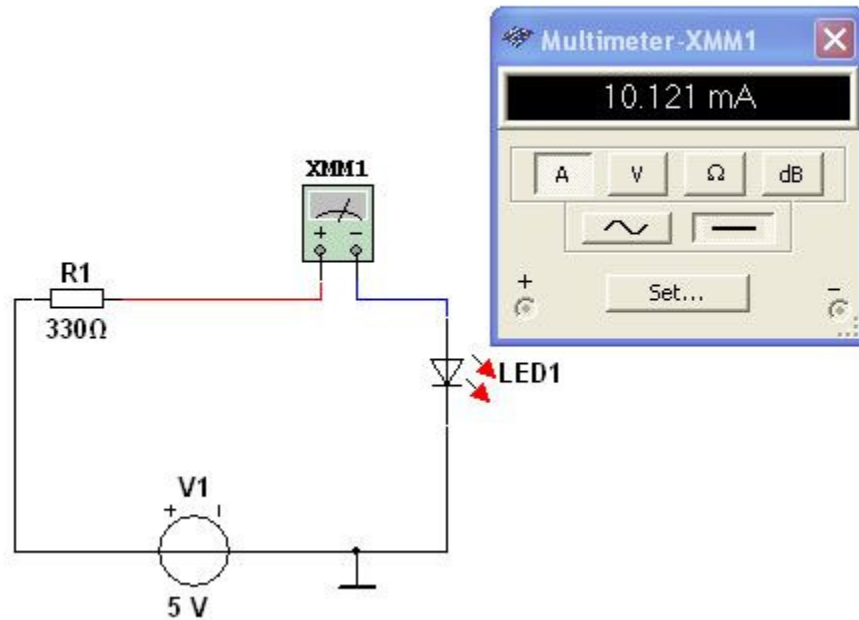 Multimeter-XMM1
10.121 mA
A V Ω dB
+ Set... −
XMM1
+ −
R1
330Ω
LED1
V1
+ -
5 V